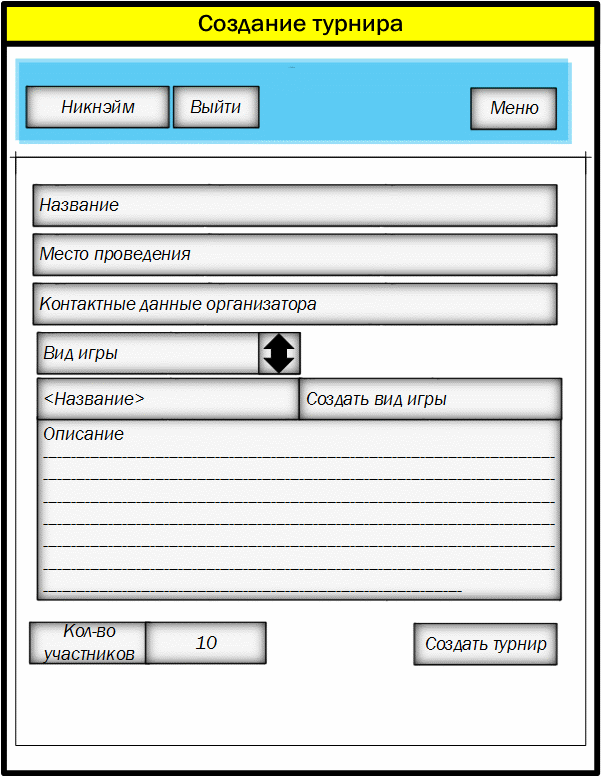 Создание турнира
Никнэйм Выйти Меню
Название
Место проведения
Контактные данные организатора
Вид игры
<Название> Создать вид игры
Описание
Кол-во
участников 10 Создать турнир